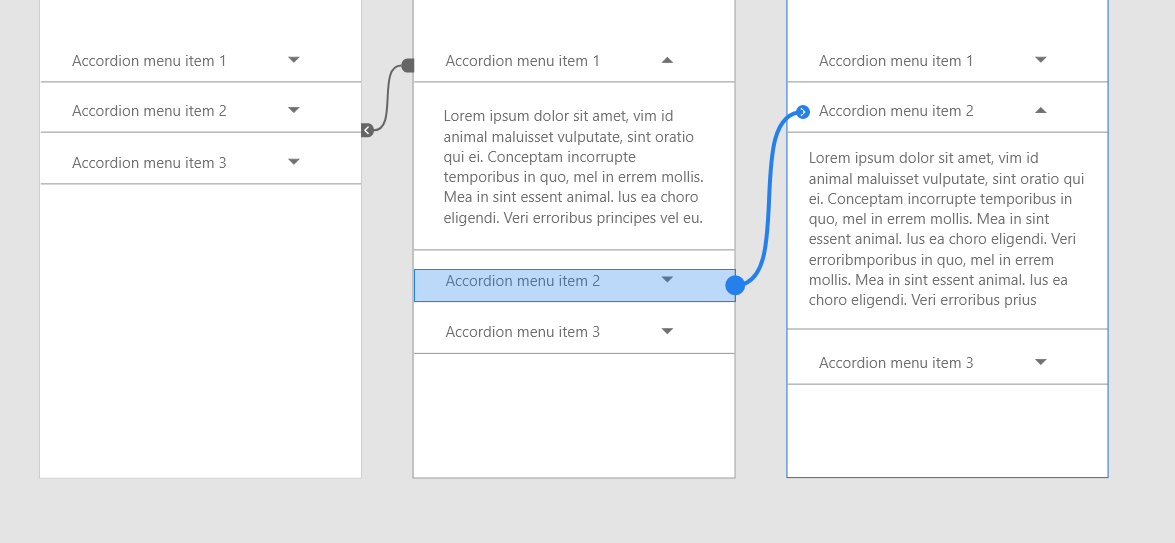 Accordion menu item 1
Accordion menu item 2
Accordion menu item 3
Accordion menu item 1
Lorem ipsum dolor sit amet, vim id
animal maluisset vulputate, sint oratio
qui ei. Conceptam incorrupte
temporibus in quo, mel in errem mollis.
Mea in sint essent animal. Ius ea choro
eligendi. Veri erroribus principes vel eu.
Accordion menu item 2
Accordion menu item 3
Accordion menu item 1
Accordion menu item 2
Lorem ipsum dolor sit amet, vim id
animal maluisset vulputate, sint oratio qui
ei. Conceptam incorrupte temporibus in
quo, mel in errem mollis. Mea in sint
essent animal. Ius ea choro eligendi. Veri
erroribmporibus in quo, mel in errem
mollis. Mea in sint essent animal. Ius ea
choro eligendi. Veri erroribus prius
Accordion menu item 3